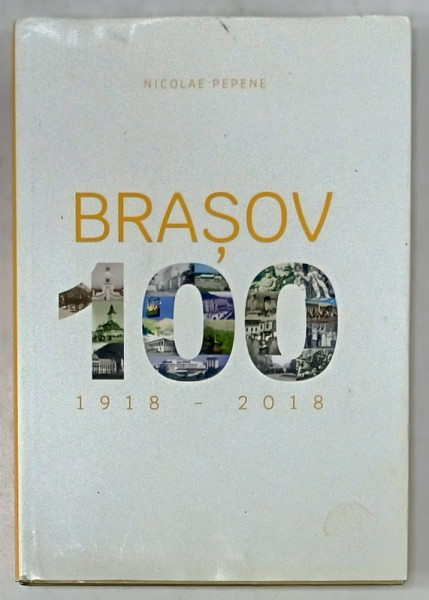 NICOLAE PEPENE
BRAȘOV
100
1918 - 2018